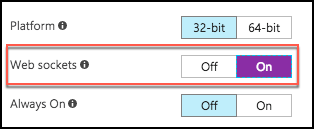 Platform 32-bit 64-bit
Web sockets Off On
Always On Off On